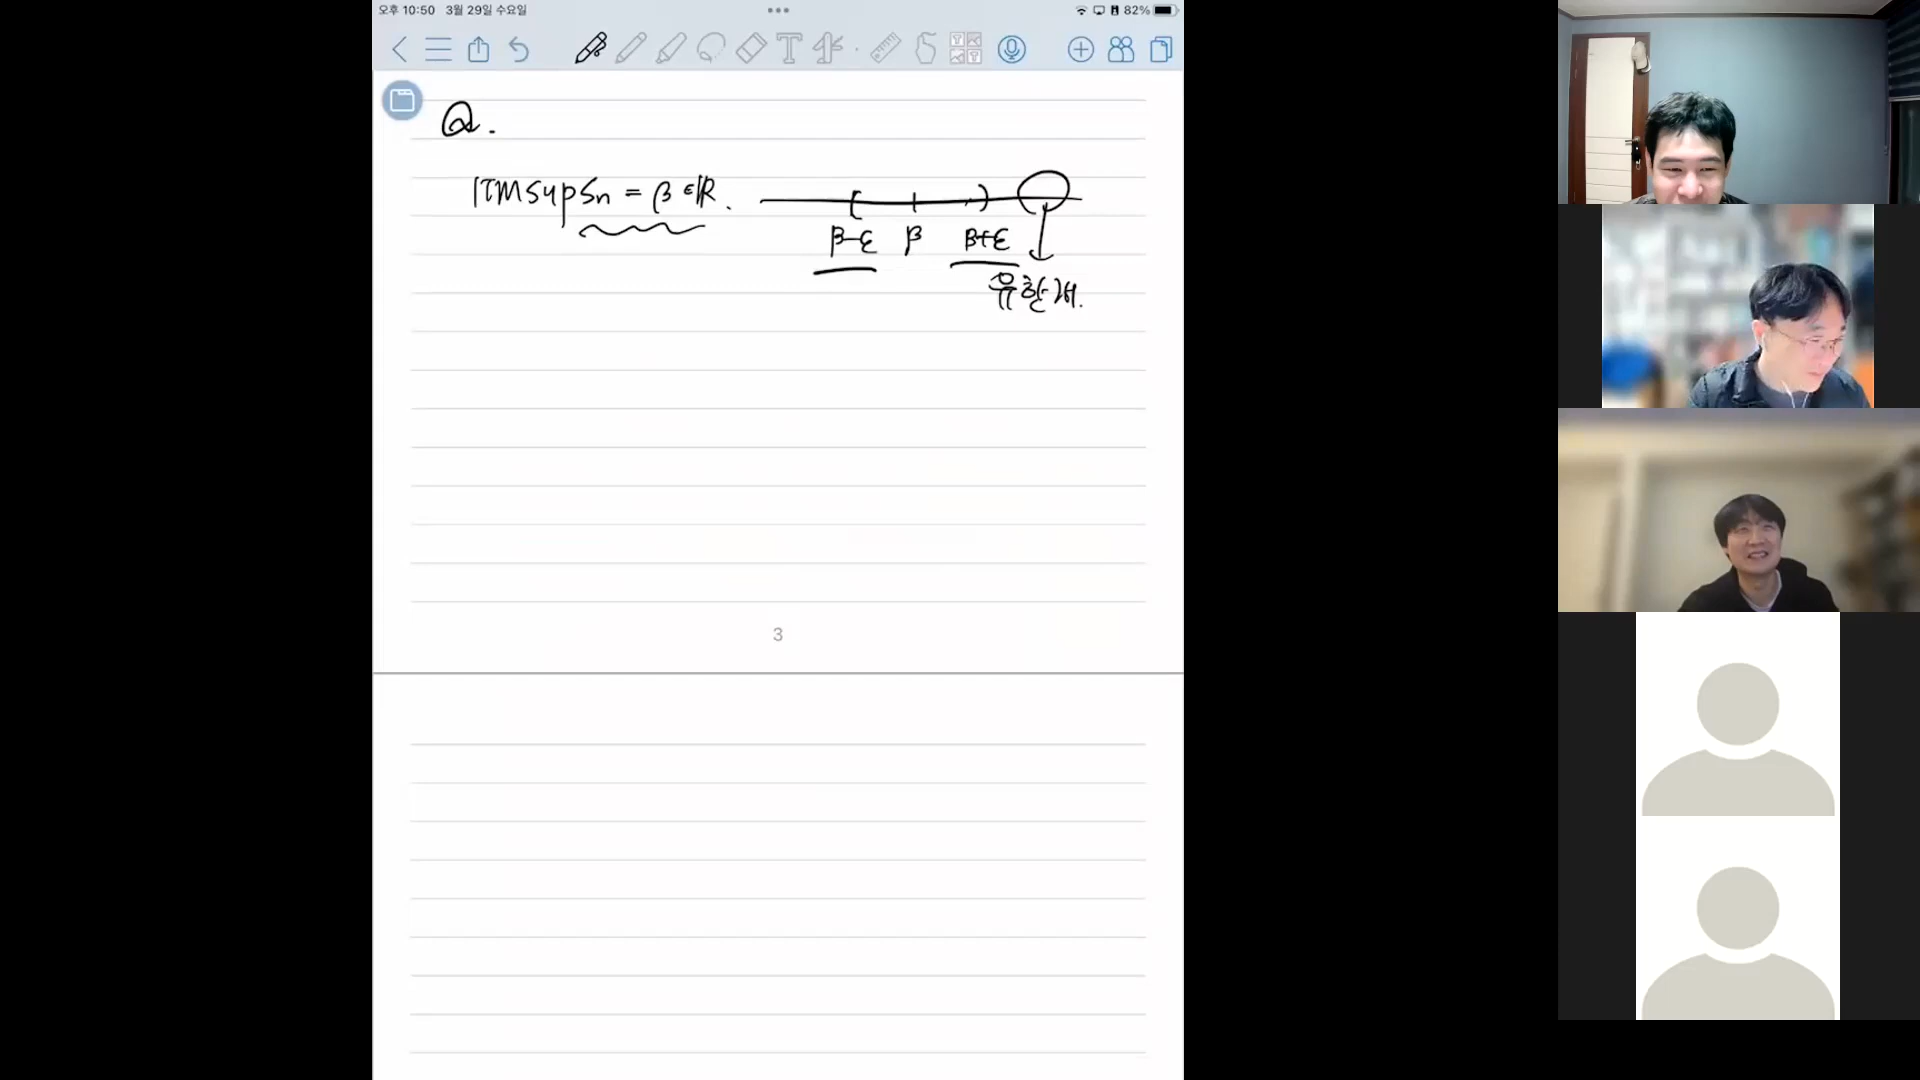 오후 10:50 3월 29일 수요일
82%
Q.
limsupSn = β ∈ℝ.
β-ε β β+ε
유한개.
3